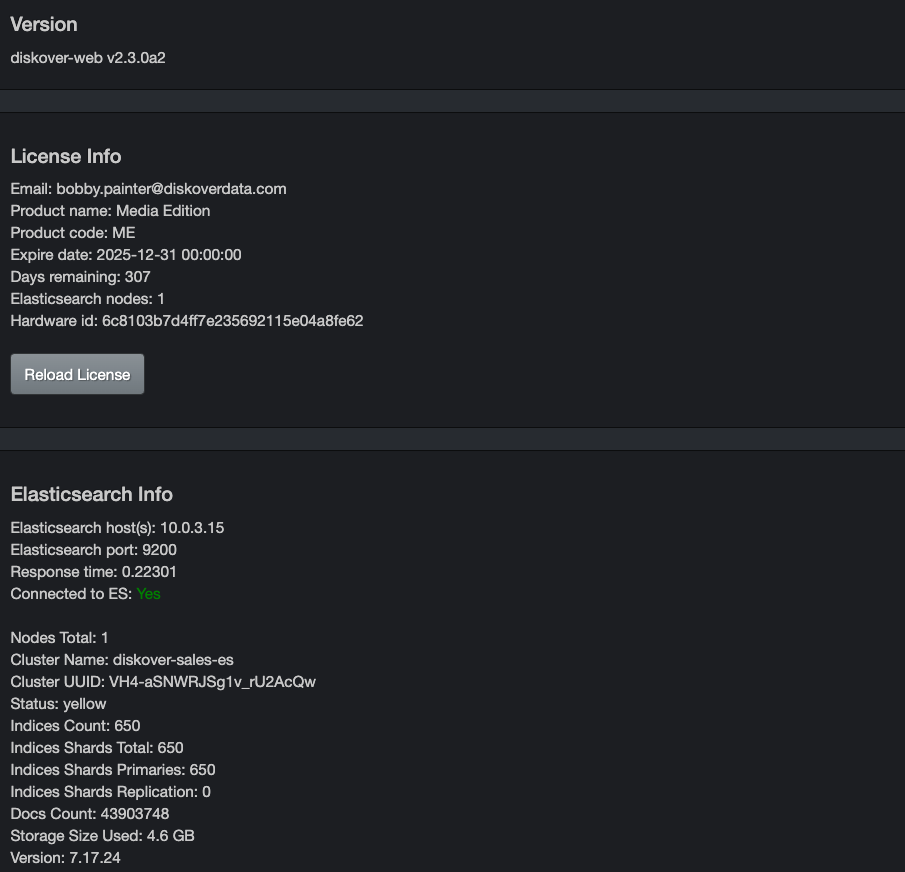 Version
diskover-web v2.3.0a2
License Info
Email: bobby.painter@diskoverdata.com
Product name: Media Edition
Product code: ME
Expire date: 2025-12-31 00:00:00
Days remaining: 307
Elasticsearch nodes: 1
Hardware id: 6c8103b7d4ff7e235692115e04a8fe62
Reload License
Elasticsearch Info
Elasticsearch host(s): 10.0.3.15
Elasticsearch port: 9200
Response time: 0.22301
Connected to ES: Yes
Nodes Total: 1
Cluster Name: diskover-sales-es
Cluster UUID: VH4-aSNWRJSg1v_rU2AcQw
Status: yellow
Indices Count: 650
Indices Shards Total: 650
Indices Shards Primaries: 650
Indices Shards Replication: 0
Docs Count: 43903748
Storage Size Used: 4.6 GB
Version: 7.17.24